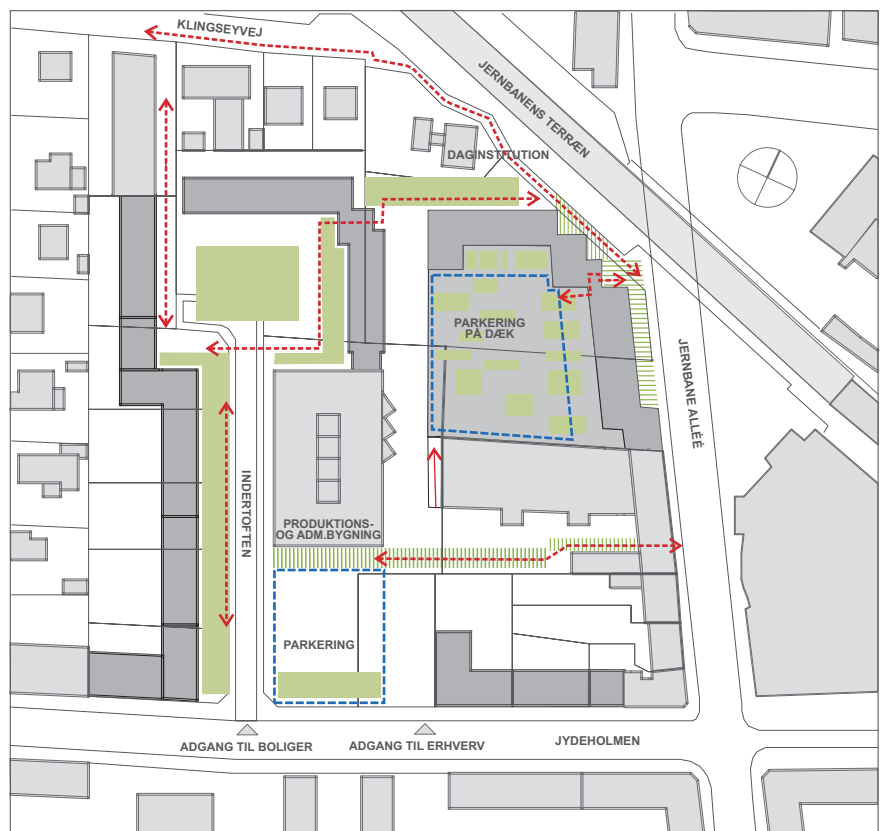 KLINGSEYVEJ
JERNBANENS TERRÆN
DAGINSTITUTION
PARKERING
PÅ DÆK
JERNBANE ALLÉÉ
INDERTOFTEN
PRODUKTIONS-
OG ADM.BYGNING
PARKERING
ADGANG TIL BOLIGER
ADGANG TIL ERHVERV
JYDEHOLMEN